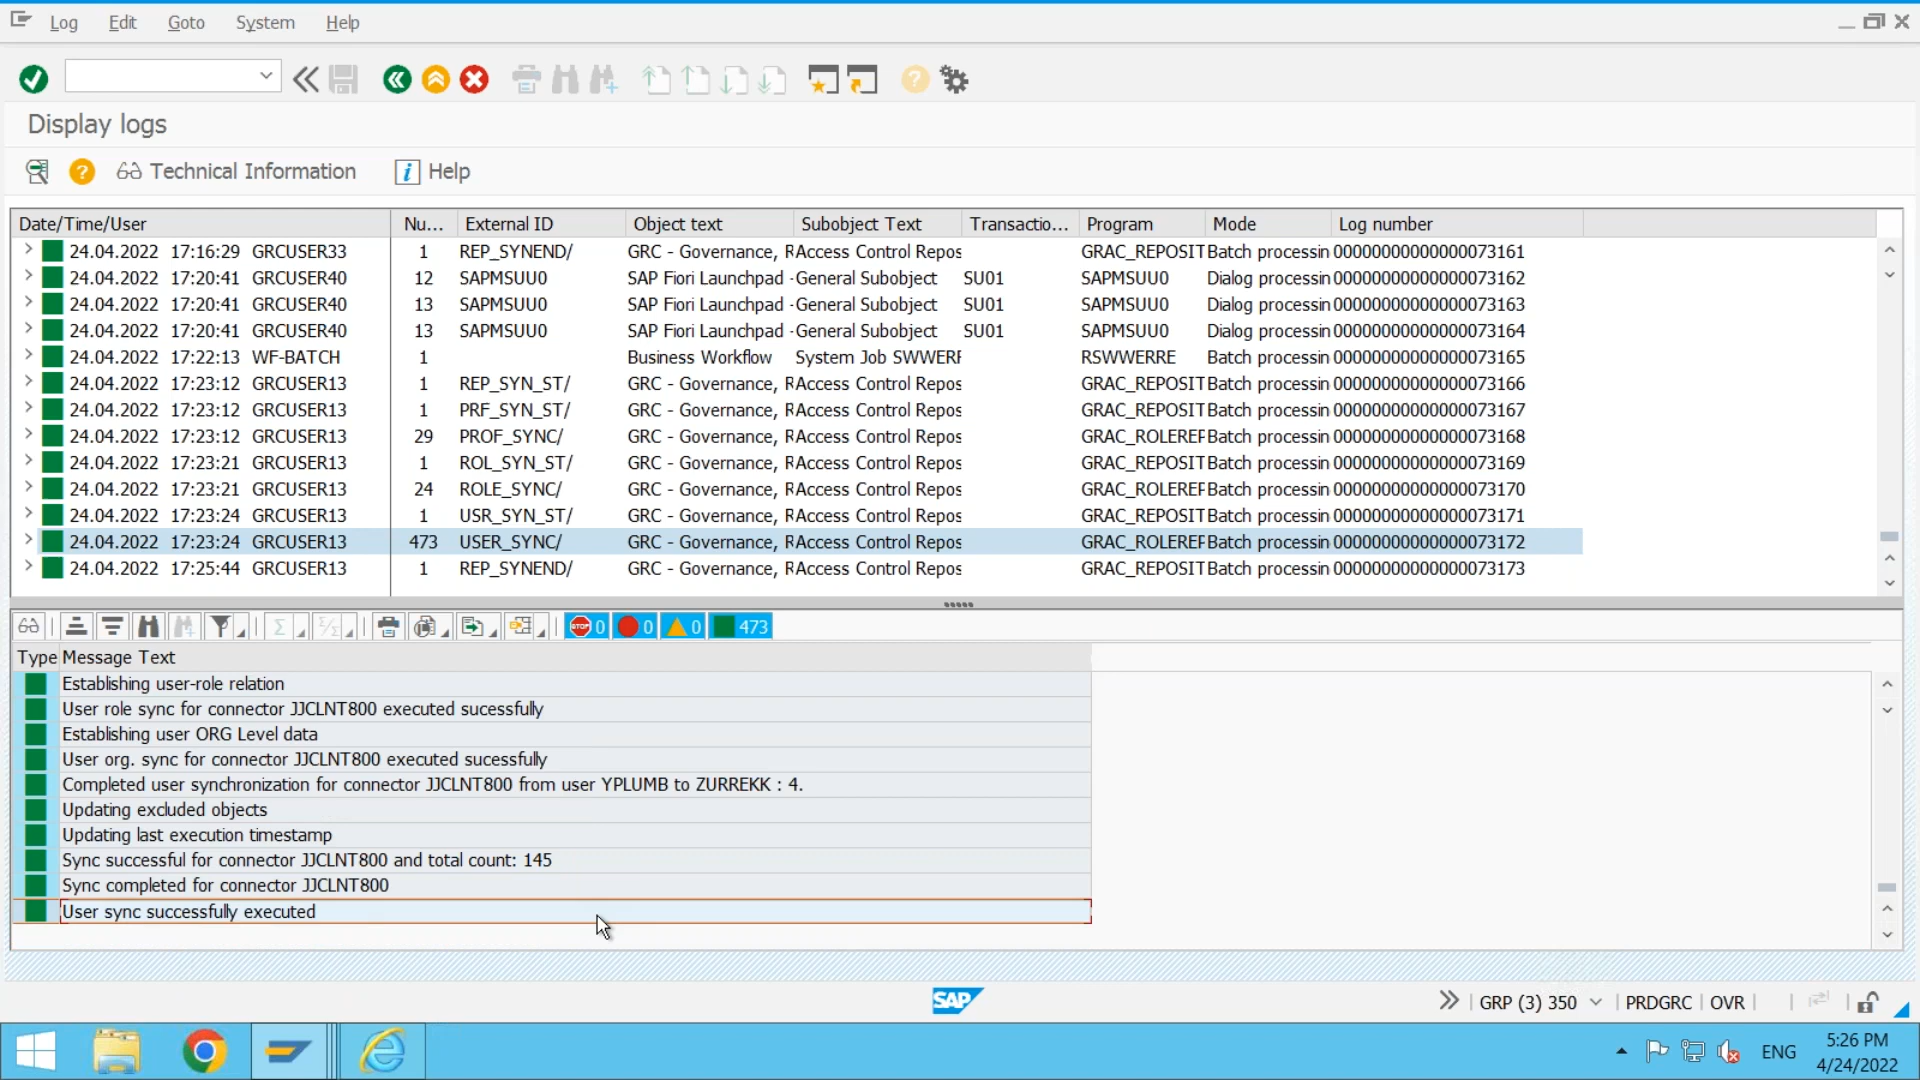 Log Edit Goto System Help
Display logs
Technical Information Help
Date/Time/User Nu... External ID Object text Subobject Text Transactio... Program Mode Log number
24.04.2022 17:16:29 GRCUSER33 1 REP_SYNEND/ GRC - Governance, R Access Control Repos GRAC_REPOSIT Batch processin 00000000000000073161
24.04.2022 17:20:41 GRCUSER40 12 SAPMSUU0 SAP Fiori Launchpad - General Subobject SU01 SAPMSUU0 Dialog processin 00000000000000073162
24.04.2022 17:20:41 GRCUSER40 13 SAPMSUU0 SAP Fiori Launchpad - General Subobject SU01 SAPMSUU0 Dialog processin 00000000000000073163
24.04.2022 17:20:41 GRCUSER40 13 SAPMSUU0 SAP Fiori Launchpad - General Subobject SU01 SAPMSUU0 Dialog processin 00000000000000073164
24.04.2022 17:22:13 WF-BATCH 1 Business Workflow System Job SWWERR RSWWERRE Batch processin 00000000000000073165
24.04.2022 17:23:12 GRCUSER13 1 REP_SYN_ST/ GRC - Governance, R Access Control Repos GRAC_REPOSIT Batch processin 00000000000000073166
24.04.2022 17:23:12 GRCUSER13 1 PRF_SYN_ST/ GRC - Governance, R Access Control Repos GRAC_REPOSIT Batch processin 00000000000000073167
24.04.2022 17:23:12 GRCUSER13 29 PROF_SYNC/ GRC - Governance, R Access Control Repos GRAC_ROLEREF Batch processin 00000000000000073168
24.04.2022 17:23:21 GRCUSER13 1 ROL_SYN_ST/ GRC - Governance, R Access Control Repos GRAC_REPOSIT Batch processin 00000000000000073169
24.04.2022 17:23:21 GRCUSER13 24 ROLE_SYNC/ GRC - Governance, R Access Control Repos GRAC_ROLEREF Batch processin 00000000000000073170
24.04.2022 17:23:24 GRCUSER13 1 USR_SYN_ST/ GRC - Governance, R Access Control Repos GRAC_REPOSIT Batch processin 00000000000000073171
24.04.2022 17:23:24 GRCUSER13 473 USER_SYNC/ GRC - Governance, R Access Control Repos GRAC_ROLEREF Batch processin 00000000000000073172
24.04.2022 17:25:44 GRCUSER13 1 REP_SYNEND/ GRC - Governance, R Access Control Repos GRAC_REPOSIT Batch processin 00000000000000073173
STOP 0 0 0 473
Type Message Text
Establishing user-role relation
User role sync for connector JJCLNT800 executed sucessfully
Establishing user ORG Level data
User org. sync for connector JJCLNT800 executed sucessfully
Completed user synchronization for connector JJCLNT800 from user YPLUMB to ZURREKK : 4.
Updating excluded objects
Updating last execution timestamp
Sync successful for connector JJCLNT800 and total count: 145
Sync completed for connector JJCLNT800
User sync successfully executed
SAP GRP (3) 350 PRDGRC OVR
ENG 5:26 PM
4/24/2022